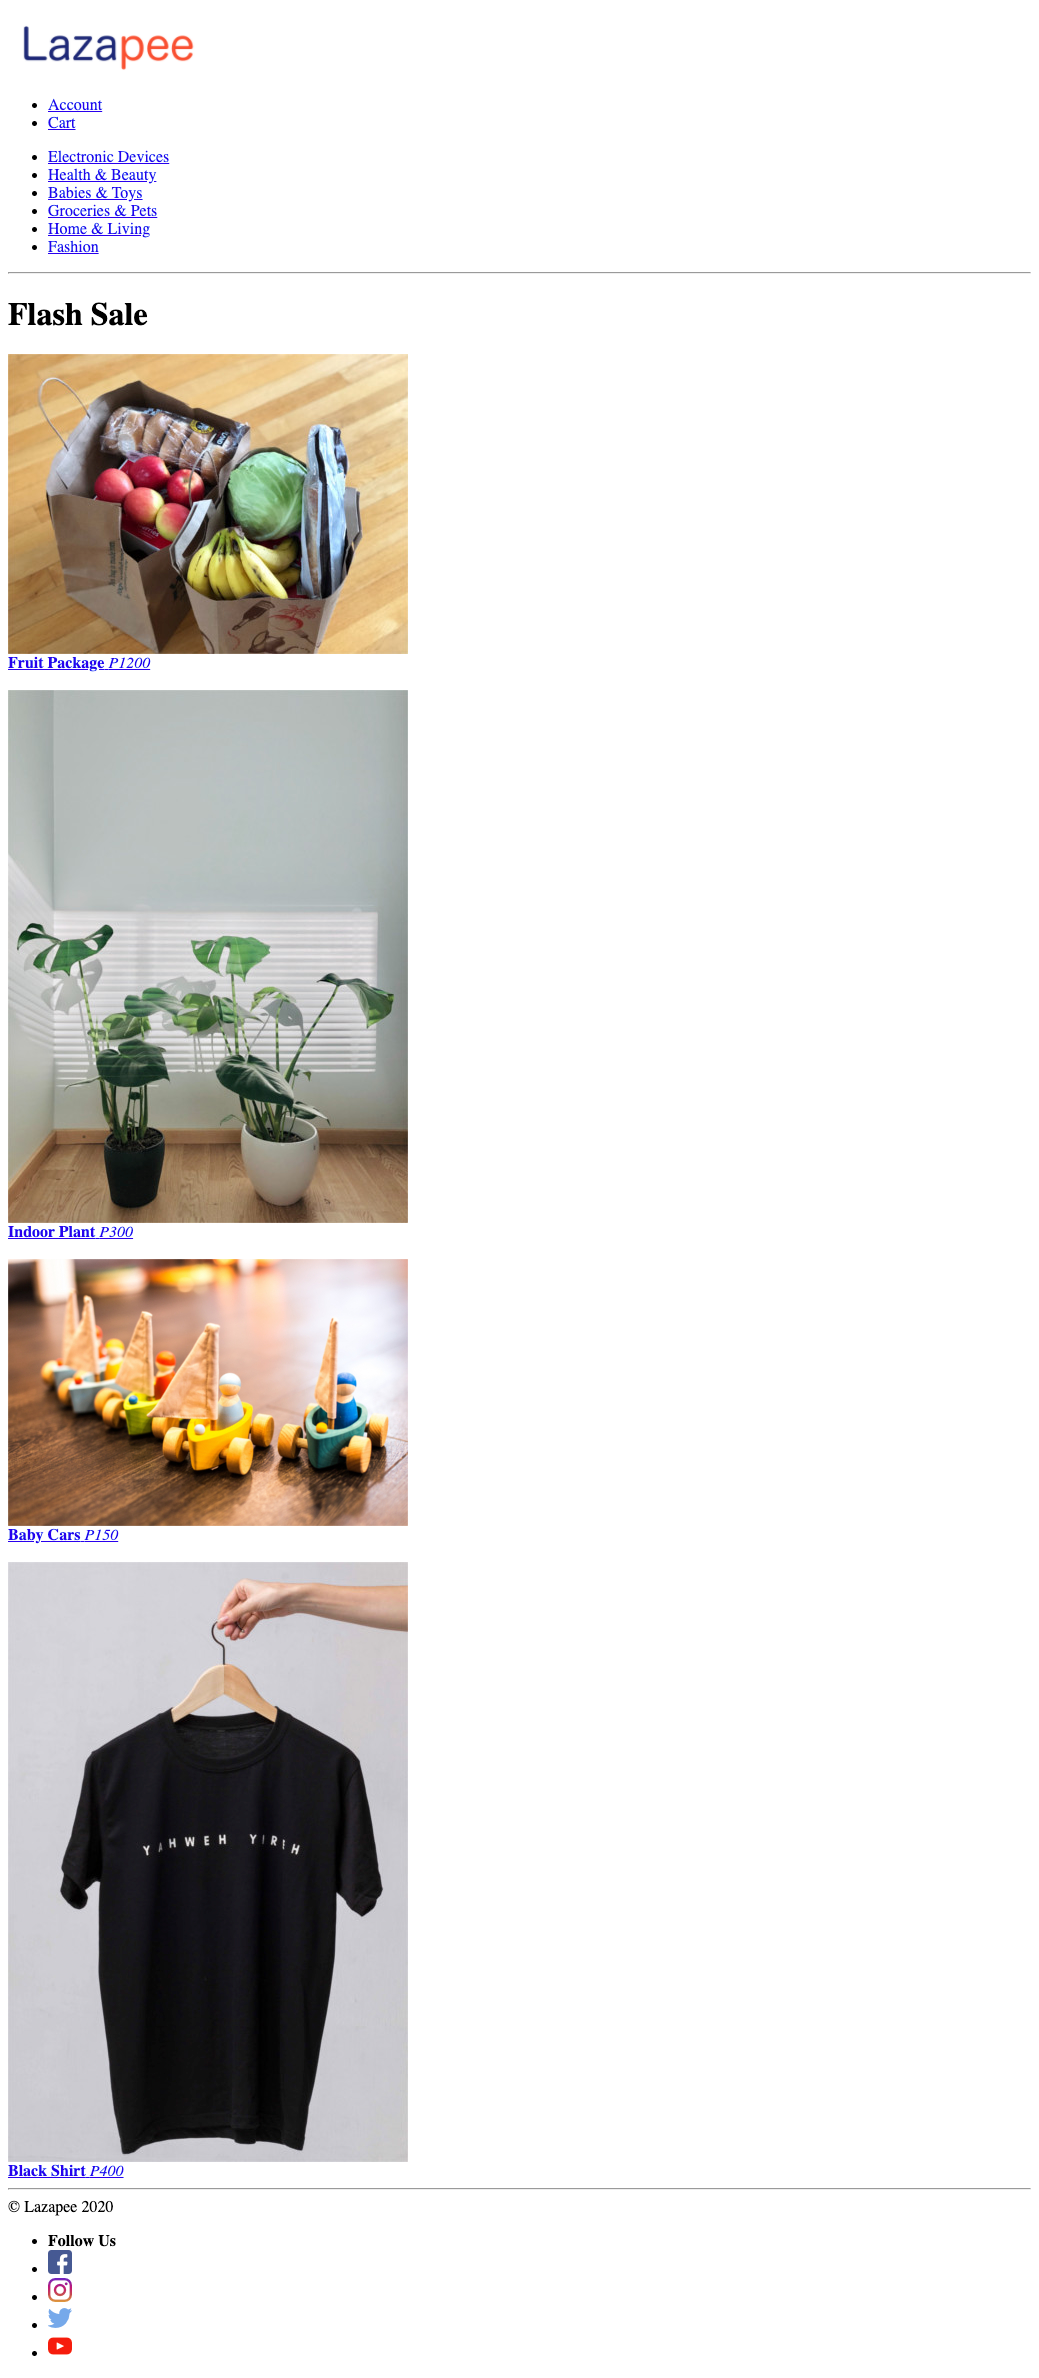 Lazapee
Account
Cart
Electronic Devices
Health & Beauty
Babies & Toys
Groceries & Pets
Home & Living
Fashion
Flash Sale
Fruit Package P1200
Indoor Plant P300
Baby Cars P150
YAHWEH YIREH
Black Shirt P400
© Lazapee 2020
Follow Us